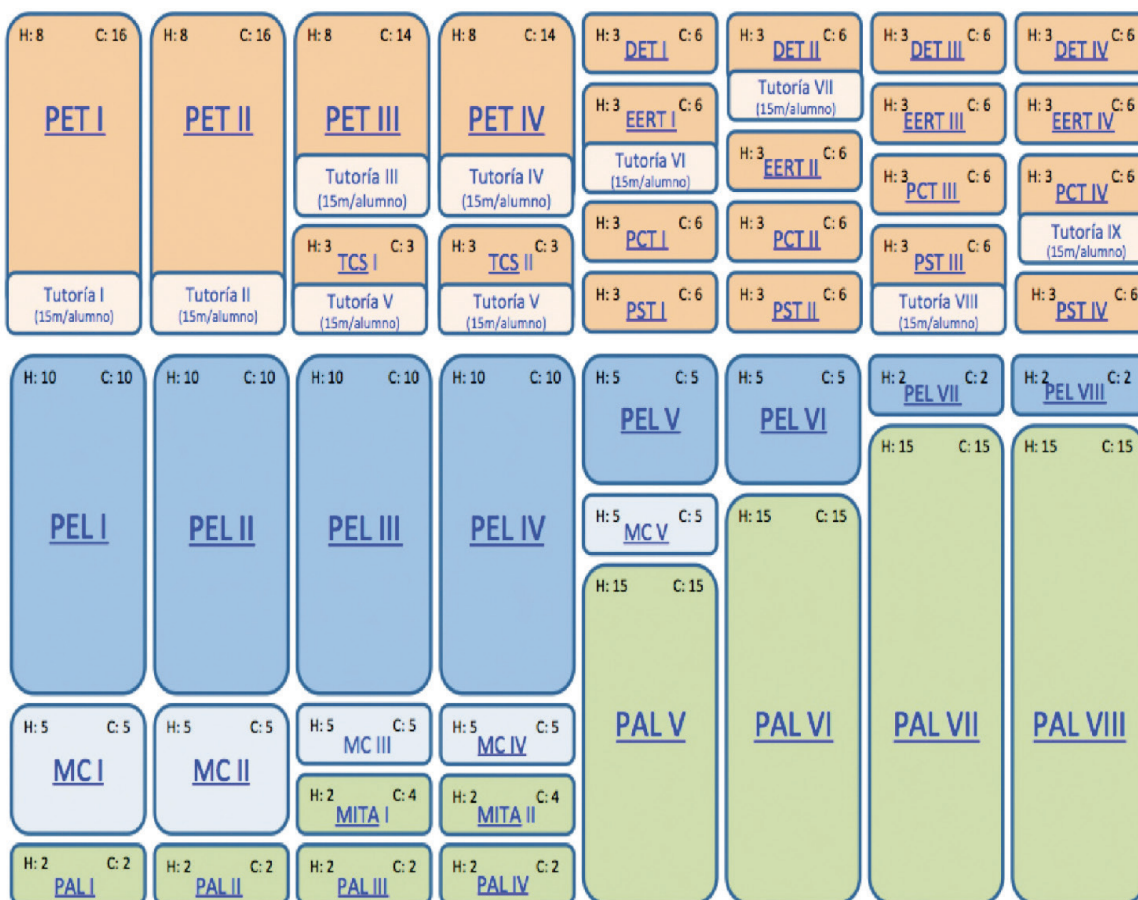 H: 8 C: 16
PET I
Tutoría I
(15m/alumno)
H: 8 C: 16
PET II
Tutoría II
(15m/alumno)
H: 8 C: 14
PET III
Tutoría III
(15m/alumno)
H: 3 C: 3
TCS I
Tutoría V
(15m/alumno)
H: 8 C: 14
PET IV
Tutoría IV
(15m/alumno)
H: 3 C: 3
TCS II
Tutoría V
(15m/alumno)
H: 3 C: 6
DET I
H: 3 C: 6
EERT I
Tutoría VI
(15m/alumno)
H: 3 C: 6
PCT I
H: 3 C: 6
PST I
H: 3 C: 6
DET II
Tutoría VII
(15m/alumno)
H: 3 C: 6
EERT II
H: 3 C: 6
PCT II
H: 3 C: 6
PST II
H: 3 C: 6
DET III
H: 3 C: 6
EERT III
H: 3 C: 6
PCT III
H: 3 C: 6
PST III
Tutoría VIII
(15m/alumno)
H: 3 C: 6
DET IV
H: 3 C: 6
EERT IV
H: 3 C: 6
PCT IV
Tutoría IX
(15m/alumno)
H: 3 C: 6
PST IV
H: 10 C: 10
PEL I
H: 5 C: 5
MC I
H: 2 C: 2
PAL I
H: 10 C: 10
PEL II
H: 5 C: 5
MC II
H: 2 C: 2
PAL II
H: 10 C: 10
PEL III
H: 5 C: 5
MC III
H: 2 C: 4
MITA I
H: 2 C: 2
PAL III
H: 10 C: 10
PEL IV
H: 5 C: 5
MC IV
H: 2 C: 4
MITA II
H: 2 C: 2
PAL IV
H: 5 C: 5
PEL V
H: 5 C: 5
MC V
H: 15 C: 15
PAL V
H: 5 C: 5
PEL VI
H: 15 C: 15
PAL VI
H: 2 C: 2
PEL VII
H: 15 C: 15
PAL VII
H: 2 C: 2
PEL VIII
H: 15 C: 15
PAL VIII